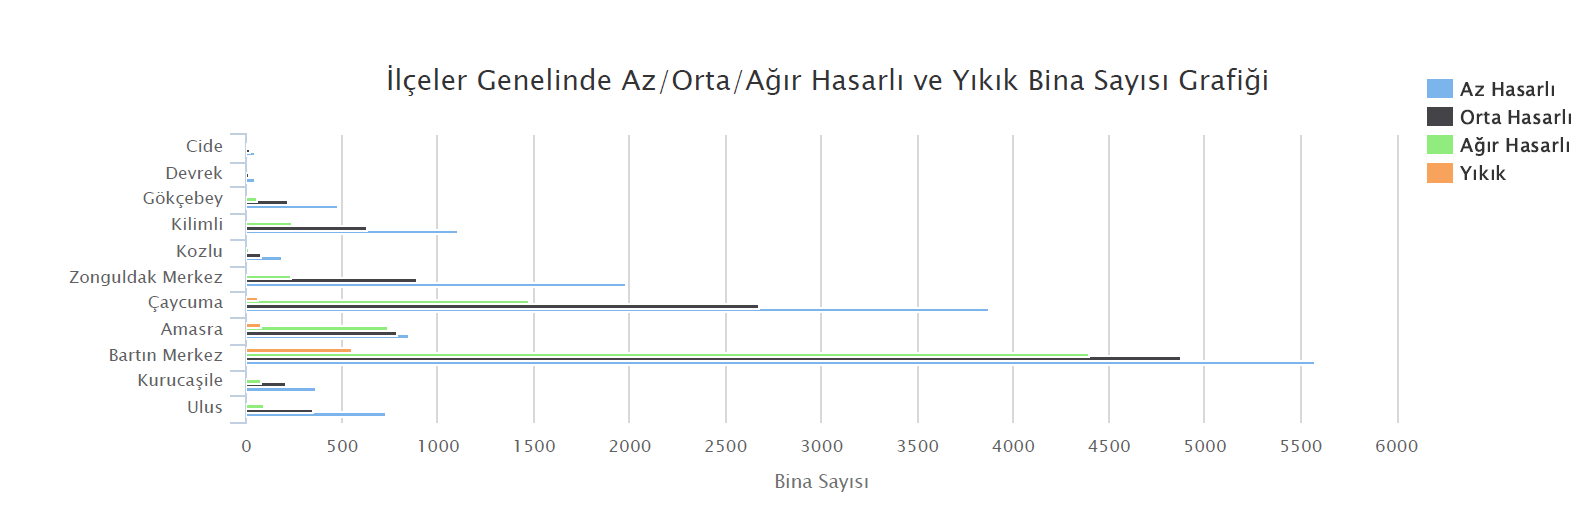 İlçeler Genelinde Az/Orta/Ağır Hasarlı ve Yıkık Bina Sayısı Grafiği
Az Hasarlı
Orta Hasarlı
Ağır Hasarlı
Yıkık
Cide
Devrek
Gökçebey
Kilimli
Kozlu
Zonguldak Merkez
Çaycuma
Amasra
Bartın Merkez
Kurucaşile
Ulus
0 500 1000 1500 2000 2500 3000 3500 4000 4500 5000 5500 6000
Bina Sayısı